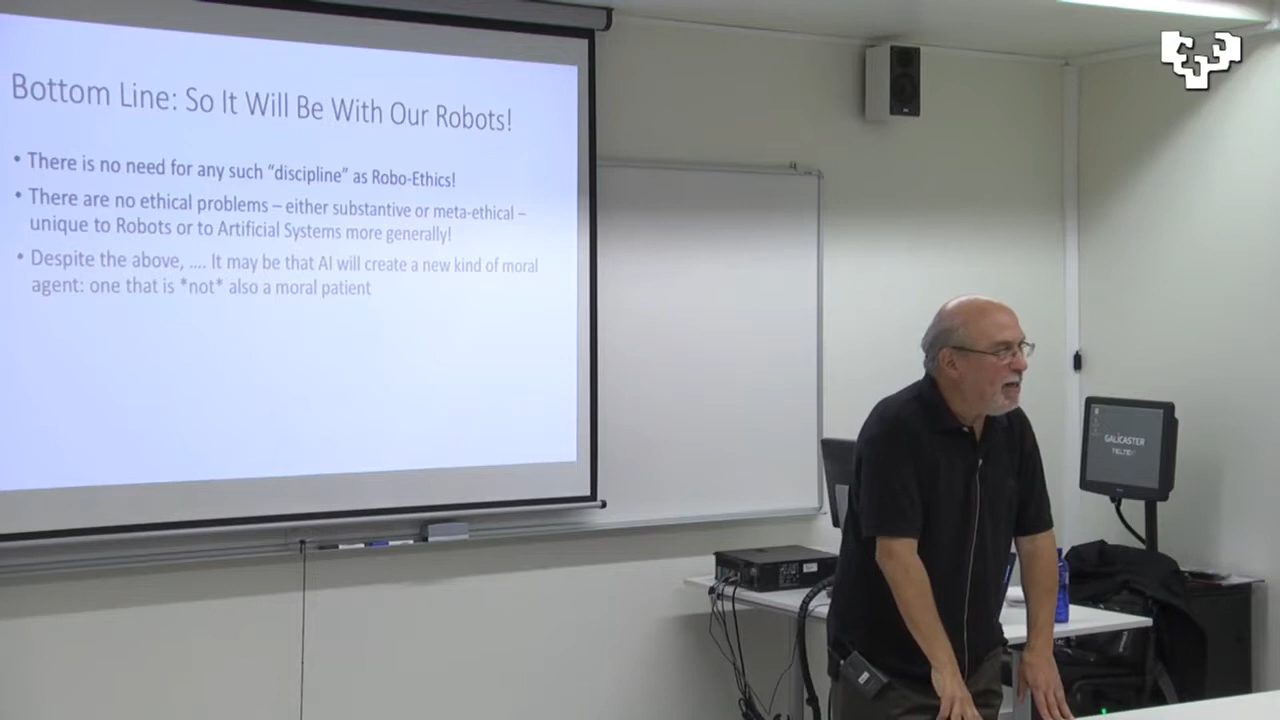 Bottom Line: So It Will Be With Our Robots!
• There is no need for any such “discipline” as Robo-Ethics!
• There are no ethical problems – either substantive or meta-ethical –
unique to Robots or to Artificial Systems more generally!
• Despite the above, .... It may be that AI will create a new kind of moral
agent: one that is *not* also a moral patient
GALICASTER